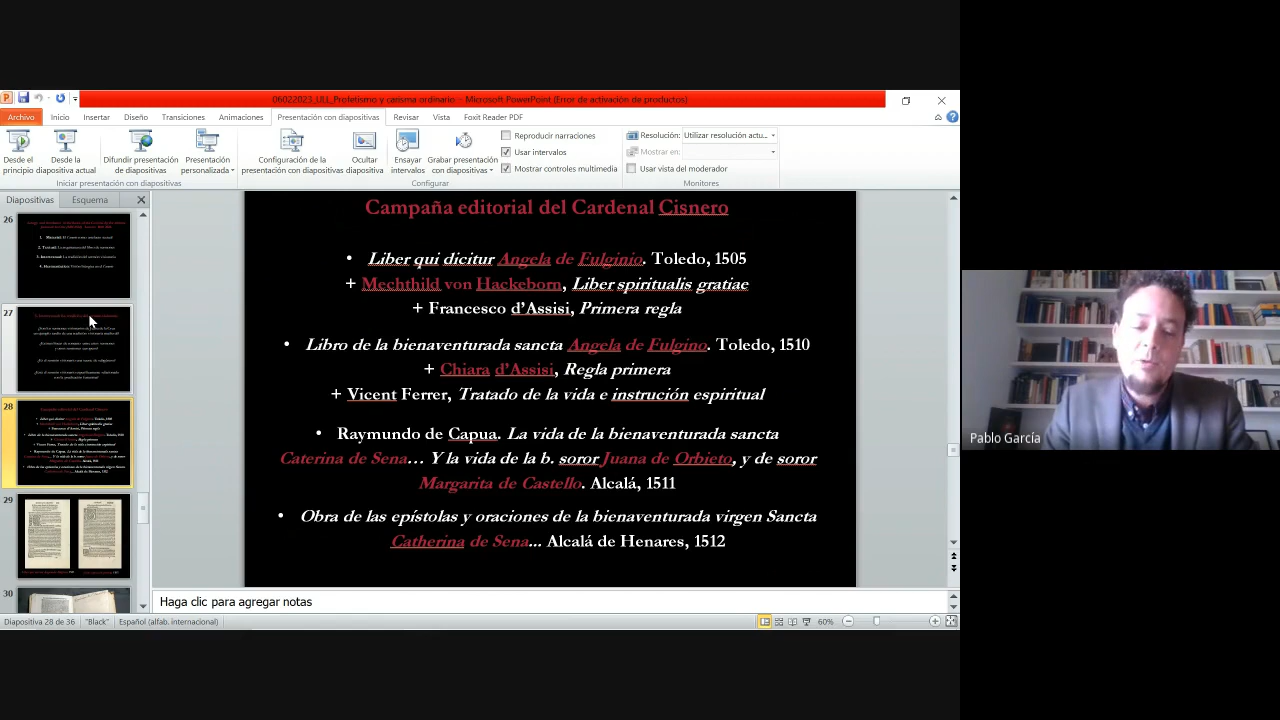 06022023_ULL_Profetismo y carisma ordinario - Microsoft PowerPoint (Error de activación de productos)
Archivo Inicio Insertar Diseño Transiciones Animaciones Presentación con diapositivas Revisar Vista Foxit Reader PDF
Desde el principio
Desde la diapositiva actual
Difundir presentación de diapositivas
Presentación personalizada
Iniciar presentación con diapositivas
Configuración de la presentación con diapositivas
Ocultar diapositiva
Ensayar intervalos
Grabar presentación con diapositivas
Reproducir narraciones
Usar intervalos
Mostrar controles multimedia
Configurar
Resolución: Utilizar resolución actu...
Mostrar en:
Usar vista del moderador
Monitores
Diapositivas Esquema
26
27
28
29
30
Campaña editorial del Cardenal Cisnero
• Liber qui dicitur Angela de Fulginio. Toledo, 1505
+ Mechthild von Hackeborn, Liber spiritualis gratiae
+ Francesco d'Assisi, Primera regla
• Libro de la bienaventurada sancta Angela de Fulgino. Toledo, 1510
+ Chiara d'Assisi, Regla primera
+ Vicent Ferrer, Tratado de la vida e instrución espiritual
• Raymundo de Capua. La vida de la bienaventurada sancta
Caterina de Sena... Y la vida de soror Juana de Orbieto, y de soror
Margarita de Castello. Alcalá, 1511
• Obra de las epístolas y oraciones de la bienaventurada virgen Sancta
Catherina de Sena... Alcalá de Henares, 1512
Pablo García
Haga clic para agregar notas
Diapositiva 28 de 36 "Black" Español (alfab. internacional) 60%